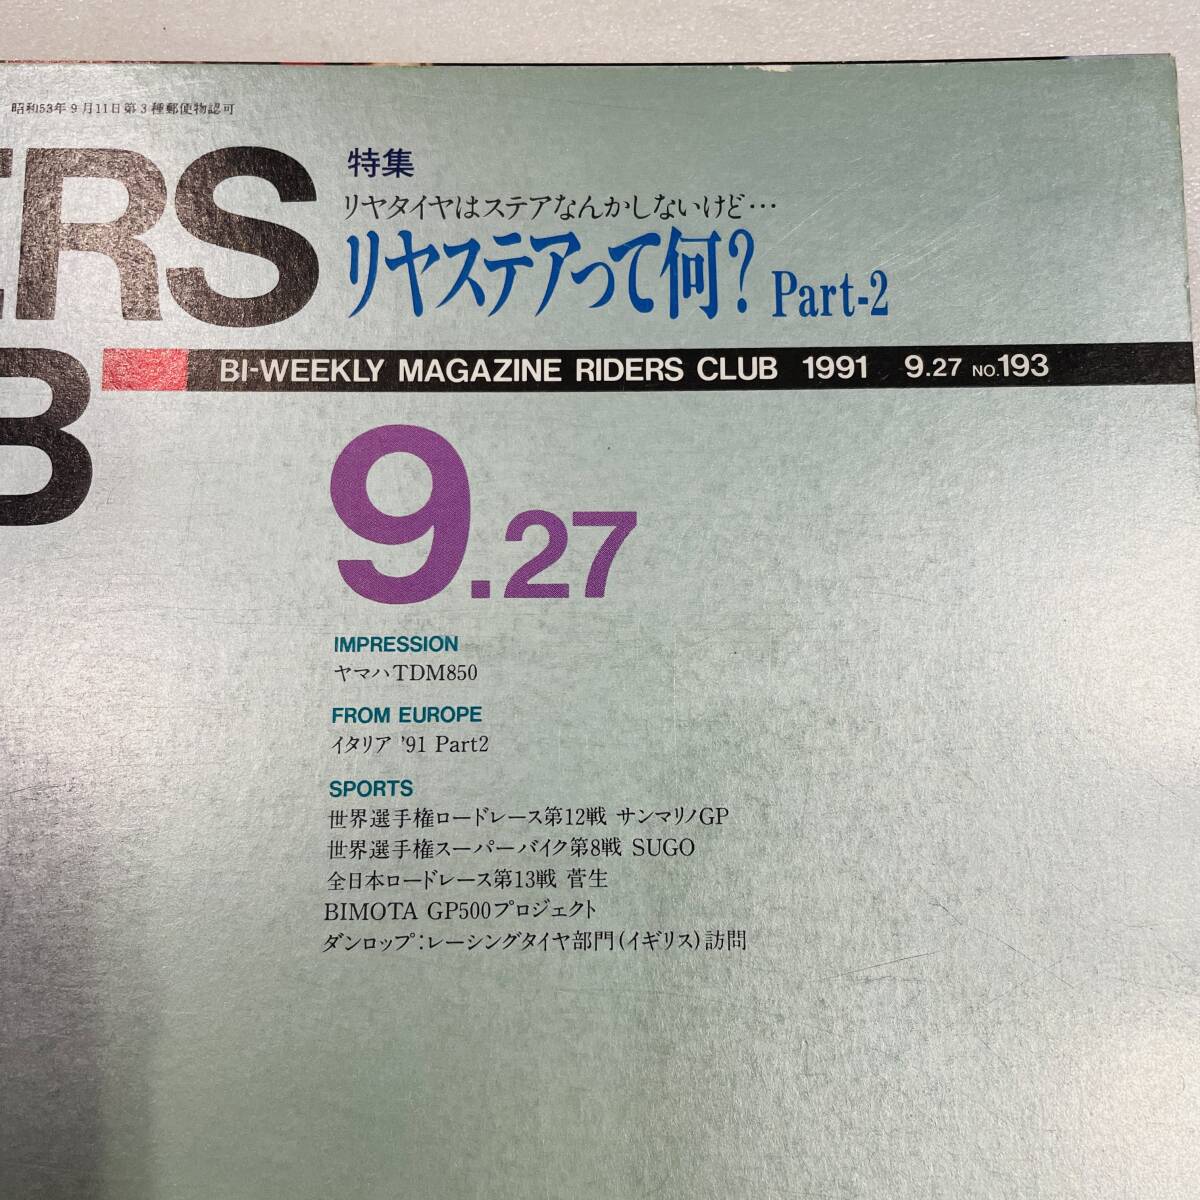 昭和53年9月11日第3種郵便物認可
ERS
B
特集
リヤタイヤはステアなんかしないけど…
リヤステアって何? Part-2
BI-WEEKLY MAGAZINE RIDERS CLUB 1991 9.27 NO.193
9.27
IMPRESSION
ヤマハTDM850
FROM EUROPE
イタリア '91 Part2
SPORTS
世界選手権ロードレース第12戦 サンマリノGP
世界選手権スーパーバイク第8戦 SUGO
全日本ロードレース第13戦 菅生
BIMOTA GP500プロジェクト
ダンロップ:レーシングタイヤ部門(イギリス)訪問